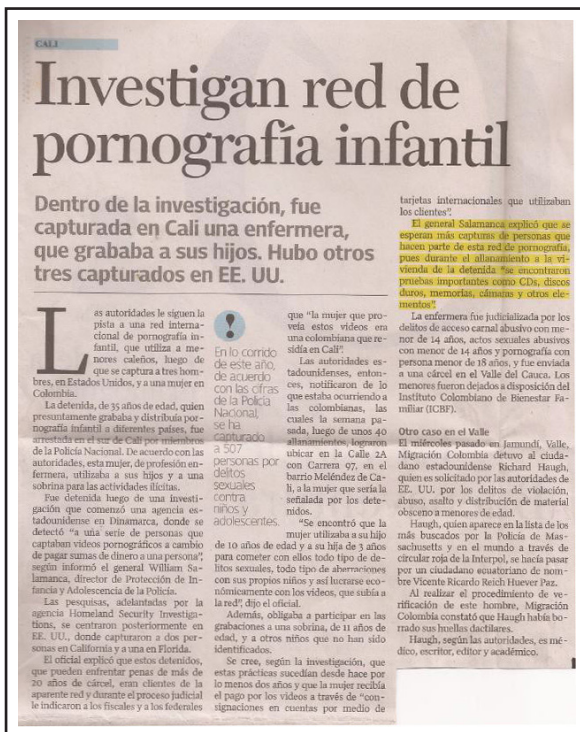 CALI
Investigan red de
pornografía infantil
Dentro de la investigación, fue
capturada en Cali una enfermera,
que grababa a sus hijos. Hubo otros
tres capturados en EE. UU.
Las autoridades le siguen la
pista a una red interna-
cional de pornografía in-
fantil, que utiliza a me-
nores caleños, luego de
que se captura a tres hom-
bres, en Estados Unidos, y a una mujer en
Colombia.
La detenida, de 35 años de edad, quien
presuntamente grababa y distribuía por-
nografía infantil a diferentes países, fue
arrestada en el sur de Cali por miembros
de la Policía Nacional. De acuerdo con las
autoridades, esta mujer, de profesión en-
fermera, utilizaba a sus hijos y a una
sobrina para las actividades ilícitas.
Fue detenida luego de una investi-
gación que comenzó una agencia es-
tadounidense en Dinamarca, donde se
detectó “a una serie de personas que
captaban vídeos pornográficos a cambio
de pagar sumas de dinero a una persona”,
según informó el general William Sa-
lamanca, director de Protección de In-
fancia y Adolescencia de la Policía.
Las pesquisas, adelantadas por la
agencia Homeland Security Investiga-
tions, se centraron posteriormente en
EE. UU., donde capturaron a dos per-
sonas en California y a una en Florida.
El oficial explicó que estos detenidos,
que pueden enfrentar penas de más de
20 años de cárcel, eran clientes de la
aparente red y durante el proceso judicial
le indicaron a los fiscales y a los federales
!
En lo corrido
de este año,
de acuerdo
con las cifras
de la Policía
Nacional,
se ha
capturado
a 507
personas por
delitos
sexuales
contra
niños y
adolescentes.
que “la mujer que pro-
veía estos videos era
una colombiana que re-
sidía en Cali”.
Las autoridades es-
tadounidenses, enton-
ces, notificaron de lo
que estaba ocurriendo a
las colombianas, las
cuales la semana pa-
sada, luego de unos 40
allanamientos, lograron
ubicar en la Calle 2A
con Carrera 97, en el
barrio Meléndez de Ca-
li, a la mujer que sería la
señalada por los dete-
nidos.
“Se encontró que la
mujer utilizaba a su hijo
de 10 años de edad y a su hija de 3 años
para cometer con ellos todo tipo de de-
litos sexuales, todo tipo de aberraciones
con sus propios niños y así lucrarse eco-
nómicamente con los videos, que subía a
la red”, dijo el oficial.
Además, obligaba a participar en las
grabaciones a una sobrina, de 11 años de
edad, y a otros niños que no han sido
identificados.
Se cree, según la investigación, que
estas prácticas sucedían desde hace por
lo menos dos años y que la mujer recibía
el pago por los videos a través de “con-
signaciones en cuentas por medio de
tarjetas internacionales que utilizaban
los clientes”.
El general Salamanca explicó que se
esperan más capturas de personas que
hacen parte de esta red de pornografía,
pues durante el allanamiento a la vi-
vienda de la detenida “se encontraron
pruebas importantes como CDs, discos
duros, memorias, cámaras y otros ele-
mentos”.
La enfermera fue judicializada por los
delitos de acceso carnal abusivo con me-
nor de 14 años, actos sexuales abusivos
con menor de 14 años y pornografía con
persona menor de 18 años, y fue enviada
a una cárcel en el Valle del Cauca. Los
menores fueron dejados a disposición del
Instituto Colombiano de Bienestar Fa-
miliar (ICBF).
Otro caso en el Valle
El miércoles pasado en Jamundí, Valle,
Migración Colombia detuvo al ciuda-
dano estadounidense Richard Haugh,
quien es solicitado por las autoridades de
EE. UU. por los delitos de violación,
abuso, asalto y distribución de material
obsceno a menores de edad.
Haugh, quien aparece en la lista de los
más buscados por la Policía de Mas-
sachusetts y en el mundo a través de
circular roja de la Interpol, se hacía pasar
por un ciudadano ecuatoriano de nom-
bre Vicente Ricardo Reich Huever Paz.
Al realizar el procedimiento de ve-
rificación de este hombre, Migración
Colombia constató que Haugh había bo-
rrado sus huellas dactilares.
Haugh, según las autoridades, es mé-
dico, escritor, editor y académico.